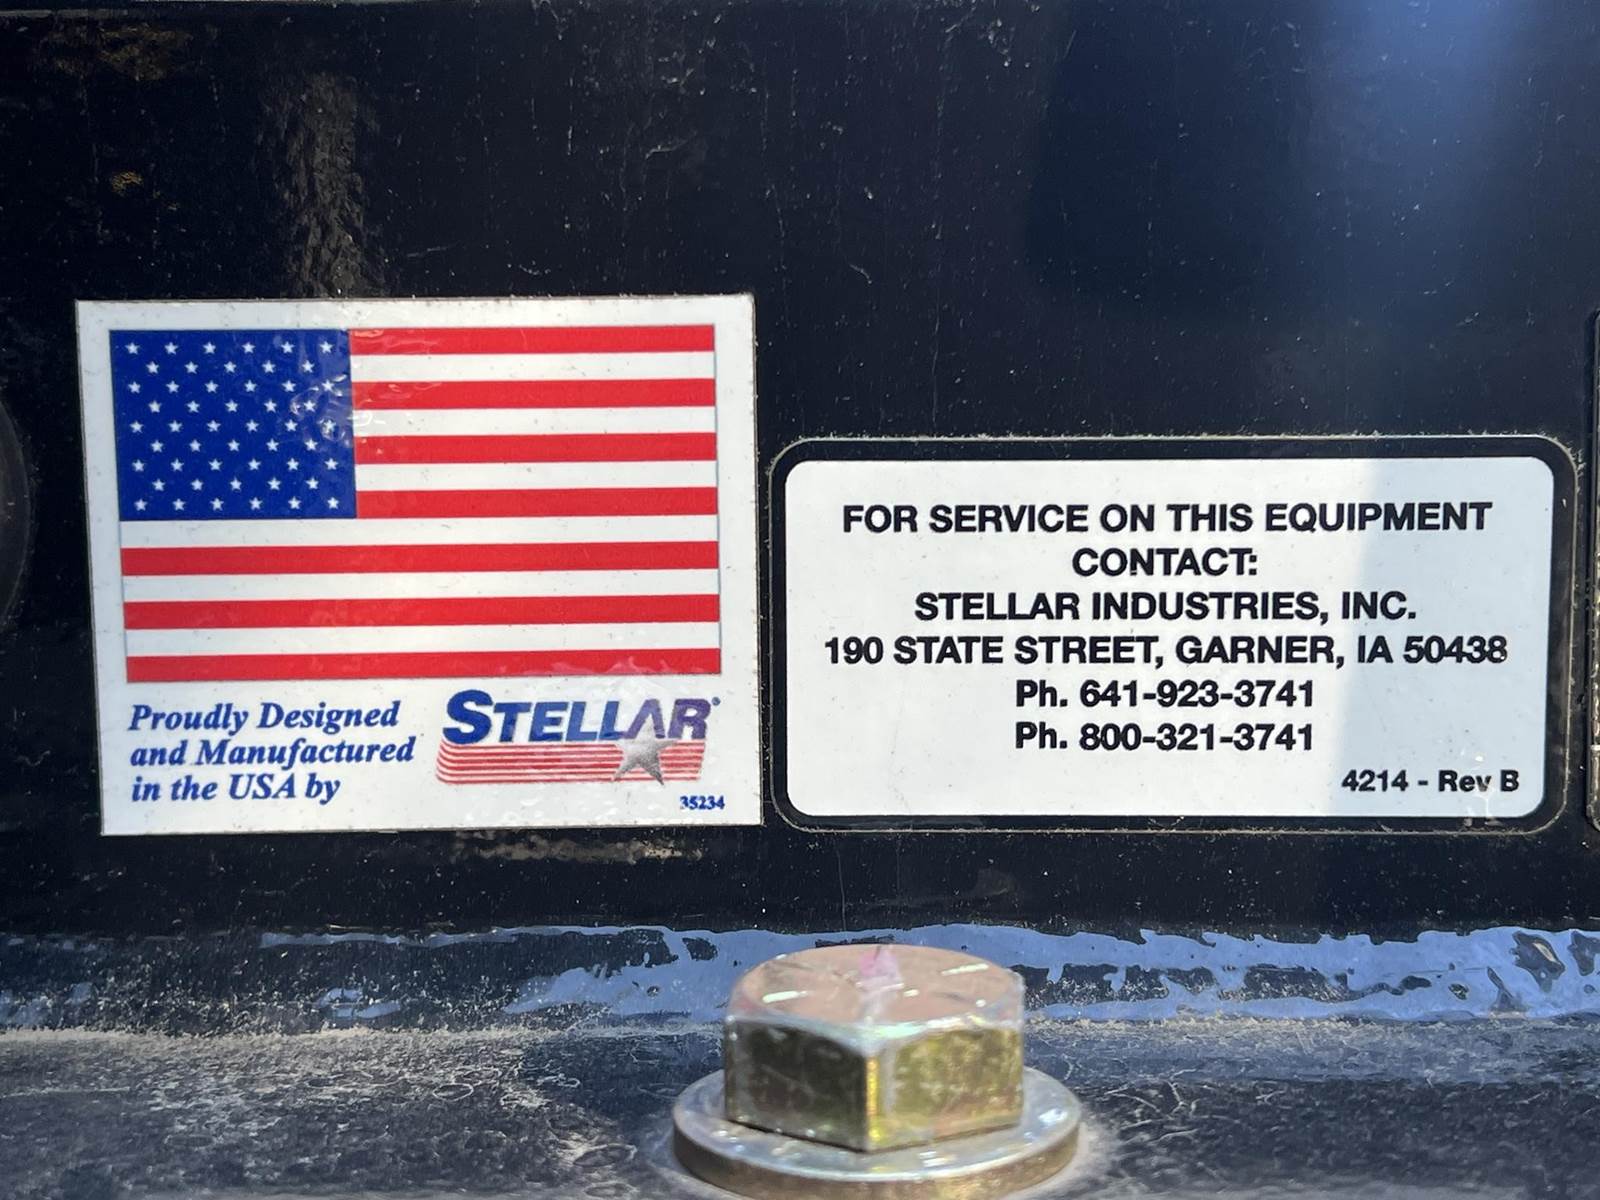 Proudly Designed
and Manufactured
in the USA by
STELLAR
35234
FOR SERVICE ON THIS EQUIPMENT
CONTACT:
STELLAR INDUSTRIES, INC.
190 STATE STREET, GARNER, IA 50438
Ph. 641-923-3741
Ph. 800-321-3741
4214 - Rev B